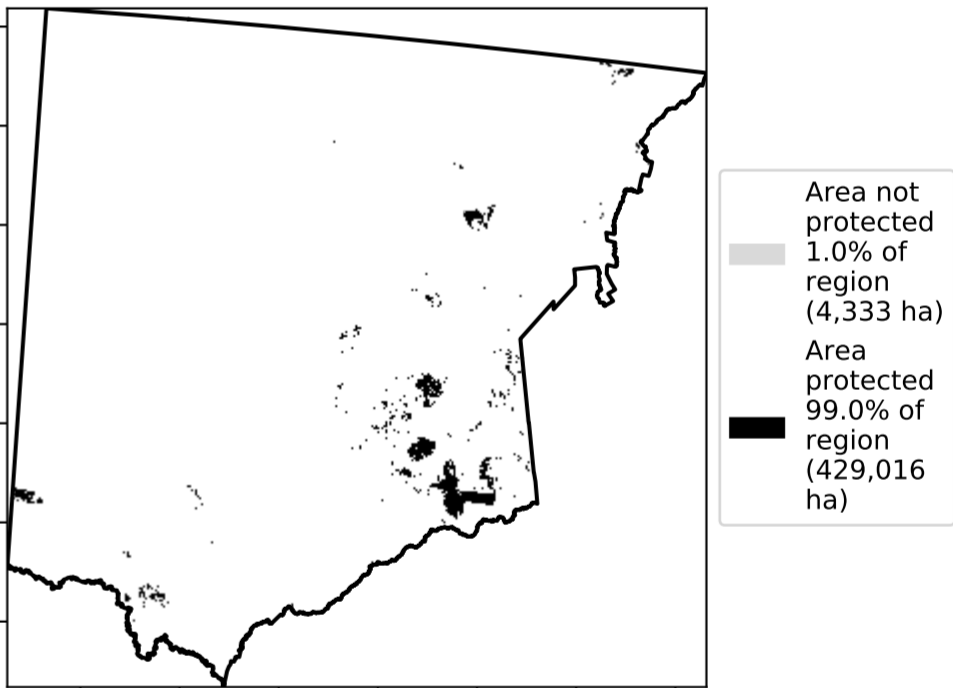 Area not
protected
1.0% of
region
(4,333 ha)
Area
protected
99.0% of
region
(429,016
ha)